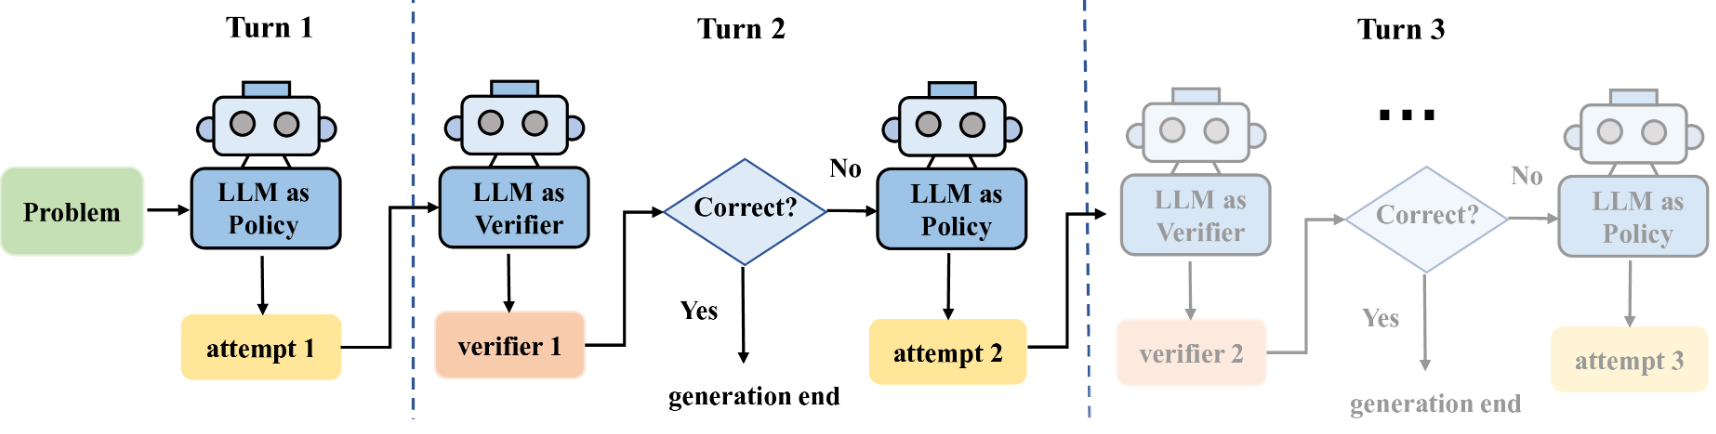 Turn 1
Problem
LLM as
Policy
attempt 1
Turn 2
LLM as
Verifier
verifier 1
Correct?
No
Yes
generation end
LLM as
Policy
attempt 2
Turn 3
...
LLM as
Verifier
verifier 2
Correct?
No
Yes
generation end
LLM as
Policy
attempt 3